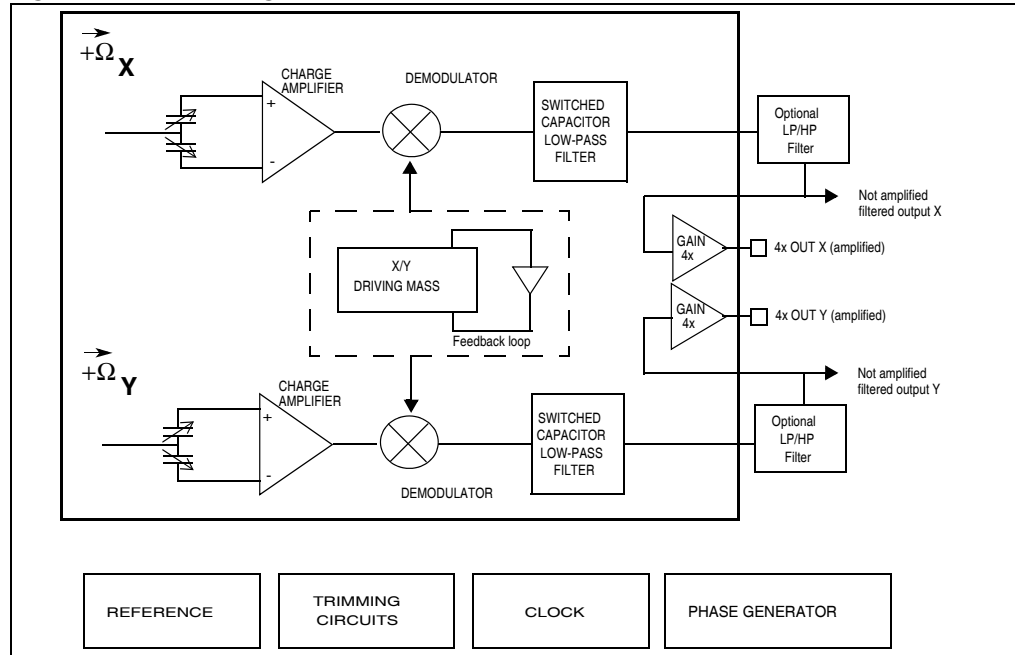 +Ω X
CHARGE
AMPLIFIER
DEMODULATOR
+
-
SWITCHED
CAPACITOR
LOW-PASS
FILTER
Optional
LP/HP
Filter
Not amplified
filtered output X
GAIN
4x
4x OUT X (amplified)
X/Y
DRIVING MASS
Feedback loop
GAIN
4x
4x OUT Y (amplified)
+Ω Y
CHARGE
AMPLIFIER
+
-
DEMODULATOR
SWITCHED
CAPACITOR
LOW-PASS
FILTER
Not amplified
filtered output Y
Optional
LP/HP
Filter
REFERENCE
TRIMMING
CIRCUITS
CLOCK
PHASE GENERATOR